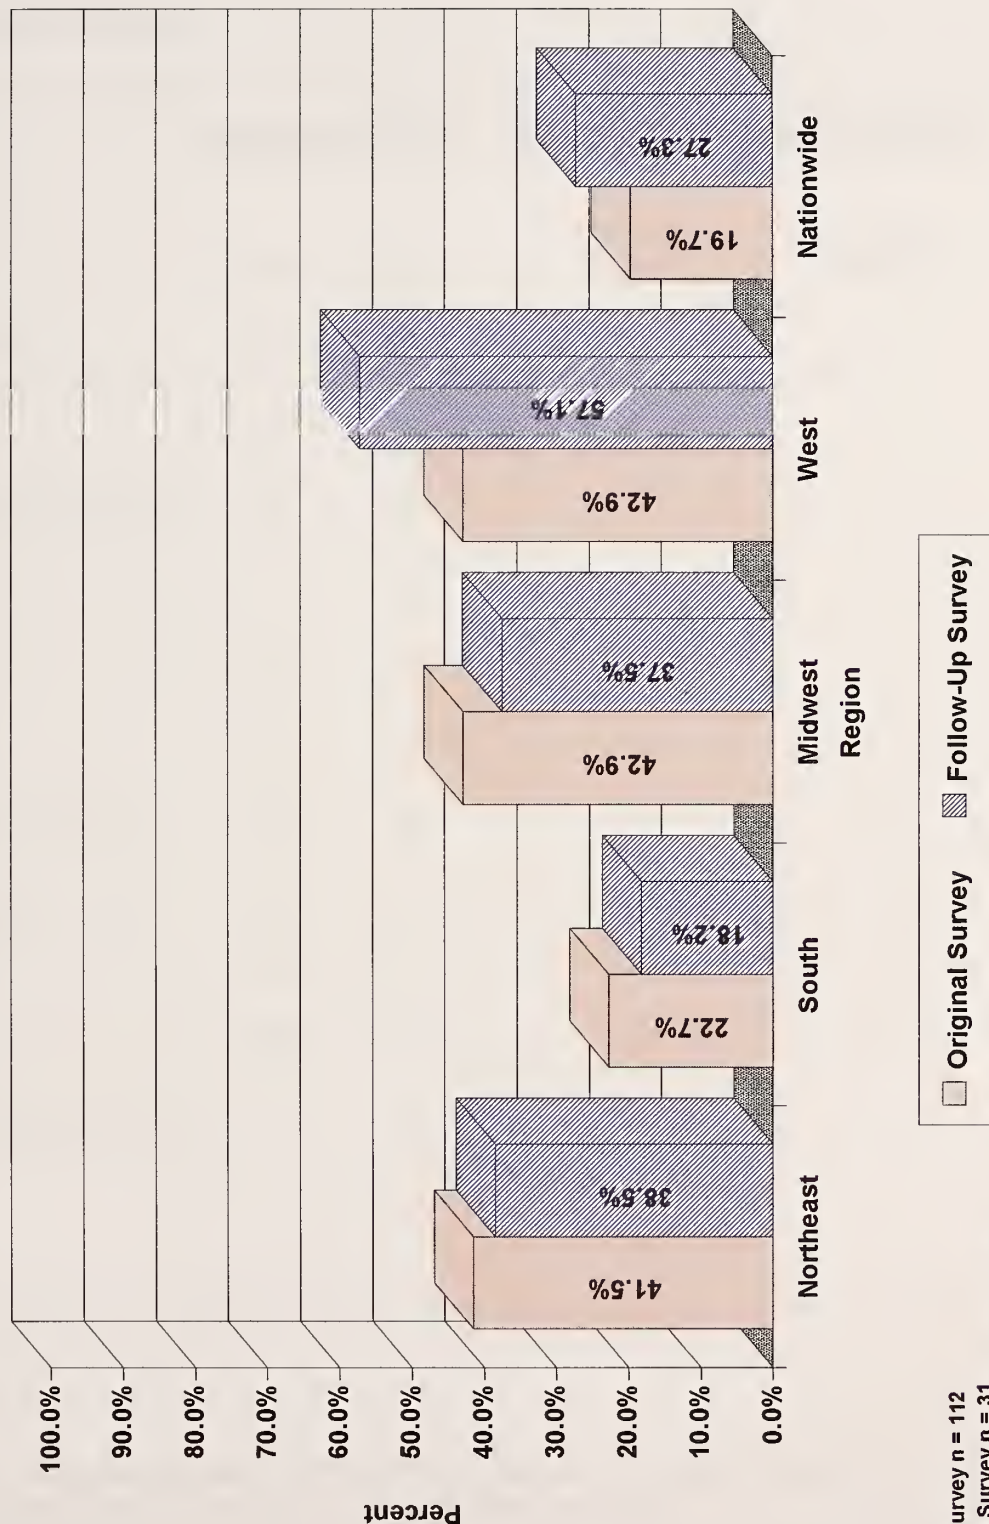 Percent
100.0%
90.0%
80.0%
70.0%
60.0%
50.0%
40.0%
30.0%
20.0%
10.0%
0.0%
41.5%
38.5%
22.7%
18.2%
42.9%
37.5%
42.9%
57.1%
19.7%
27.3%
Northeast
South
Midwest
West
Nationwide
Region
Original Survey
Follow-Up Survey
urvey n = 112
Survey n = 31